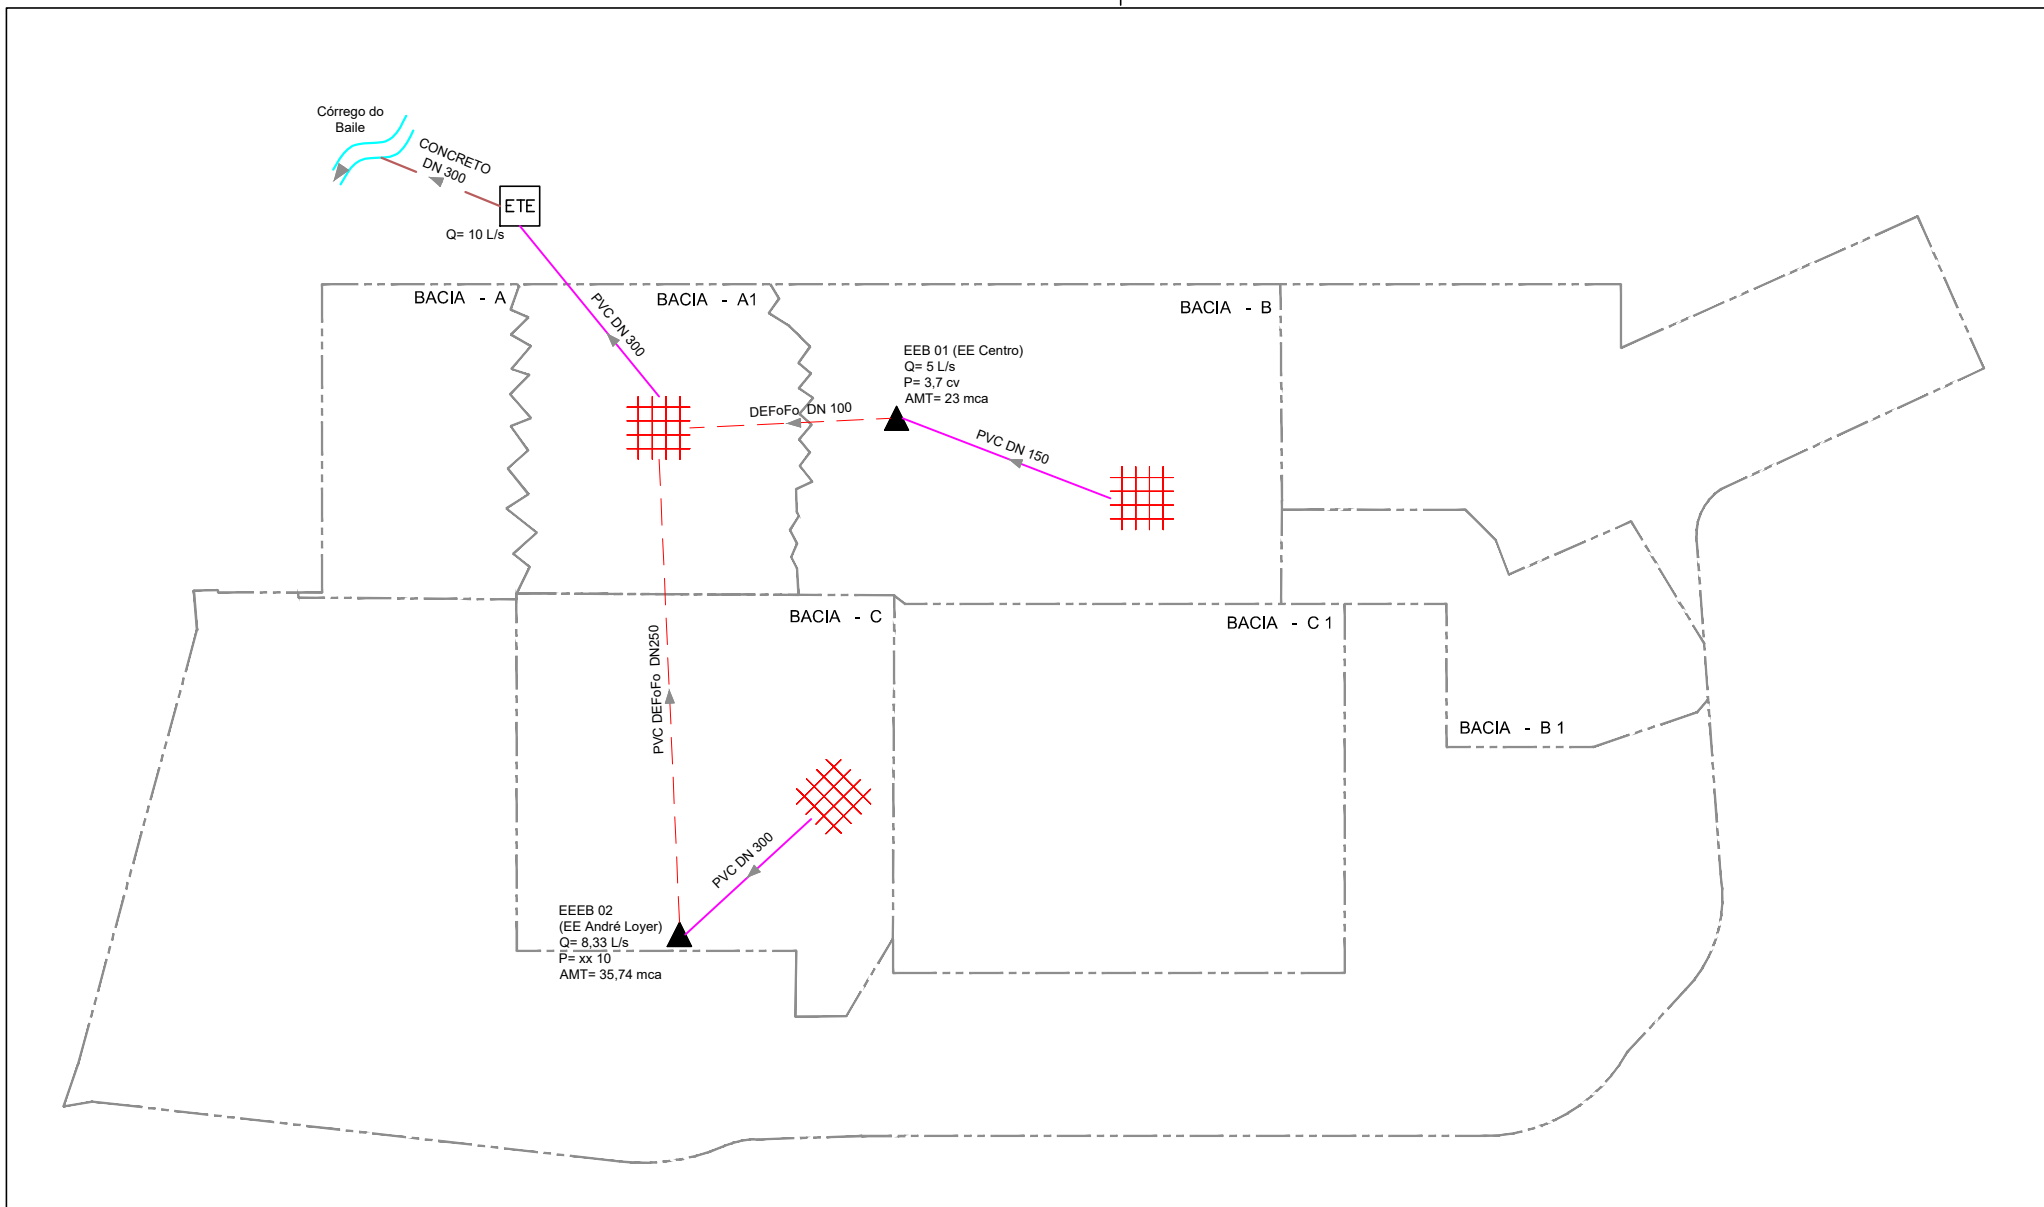 Córrego do
Baile
CONCRETO
DN 300
ETE
Q= 10 L/s
BACIA - A
BACIA - A1
BACIA - B
PVC DN 300
EEB 01 (EE Centro)
Q= 5 L/s
P= 3,7 cv
AMT= 23 mca
DEFoFo DN 100
PVC DN 150
BACIA - C
BACIA - C 1
PVC DEFoFo DN250
BACIA - B 1
PVC DN 300
EEEB 02
(EE André Loyer)
Q= 8,33 L/s
P= xx 10
AMT= 35,74 mca